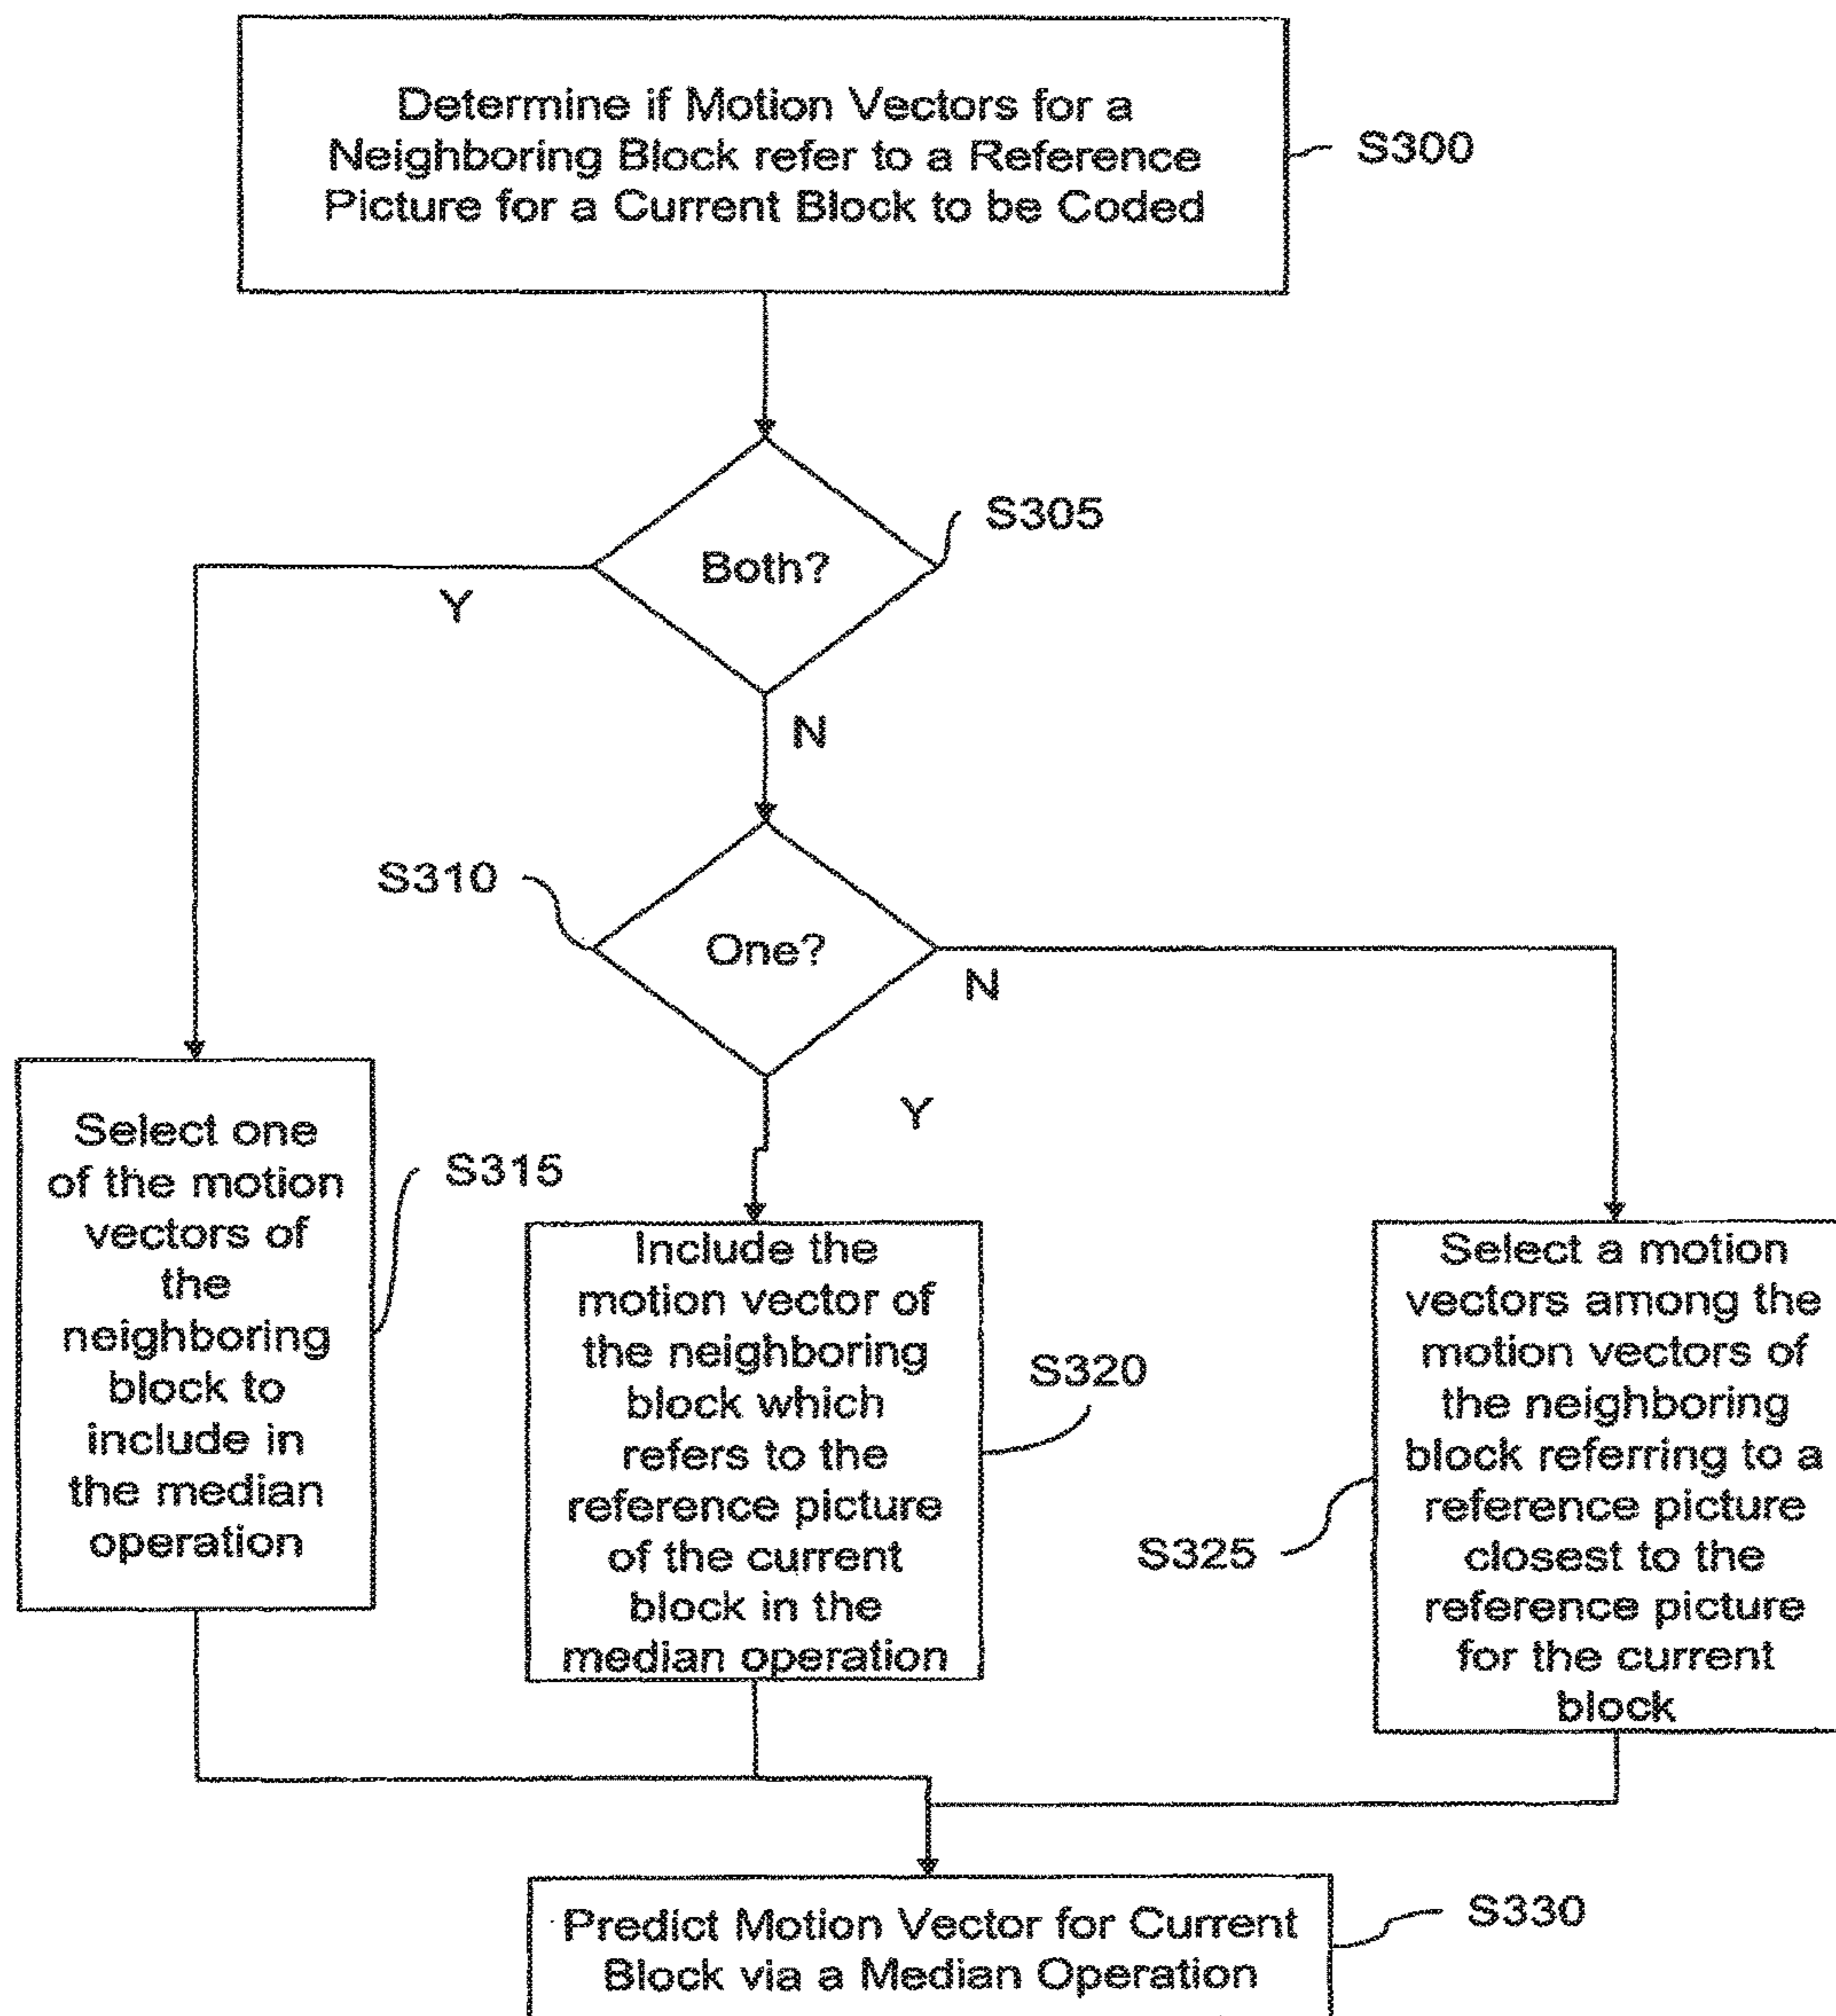 Determine if Motion Vectors for a
Neighboring Block refer to a Reference
Picture for a Current Block to be Coded
S300
S305
Both?
Y
N
S310
One?
N
Y
Select one
of the motion
vectors of
the
neighboring
block to
include in
the median
operation
S315
Include the
motion vector of
the neighboring
block which
refers to the
reference picture
of the current
block in the
median operation
S320
Select a motion
vectors among the
motion vectors of
the neighboring
block referring to a
reference picture
closest to the
reference picture
for the current
block
S325
Predict Motion Vector for Current
Block via a Median Operation
S330